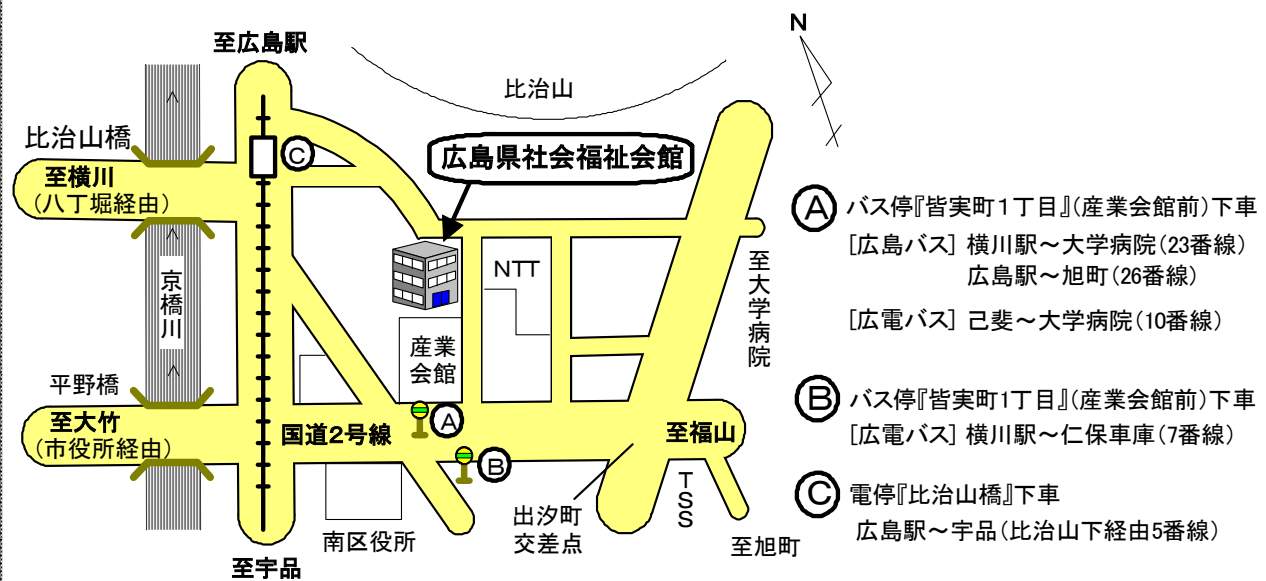 至広島駅
N
比治山
比治山橋
Ⓒ
広島県社会福祉会館
至横川
(八丁堀経由)
京橋川
NTT
至大学病院
産業
会館
平野橋
至大竹
(市役所経由)
国道2号線
Ⓐ
Ⓑ
至福山
TSS
南区役所
出汐町
交差点
至旭町
至宇品
Ⓐ バス停『皆実町1丁目』(産業会館前)下車
[広島バス] 横川駅～大学病院(23番線)
広島駅～旭町(26番線)
[広電バス] 己斐～大学病院(10番線)
Ⓑ バス停『皆実町1丁目』(産業会館前)下車
[広電バス] 横川駅～仁保車庫(7番線)
Ⓒ 電停『比治山橋』下車
広島駅～宇品(比治山下経由5番線)